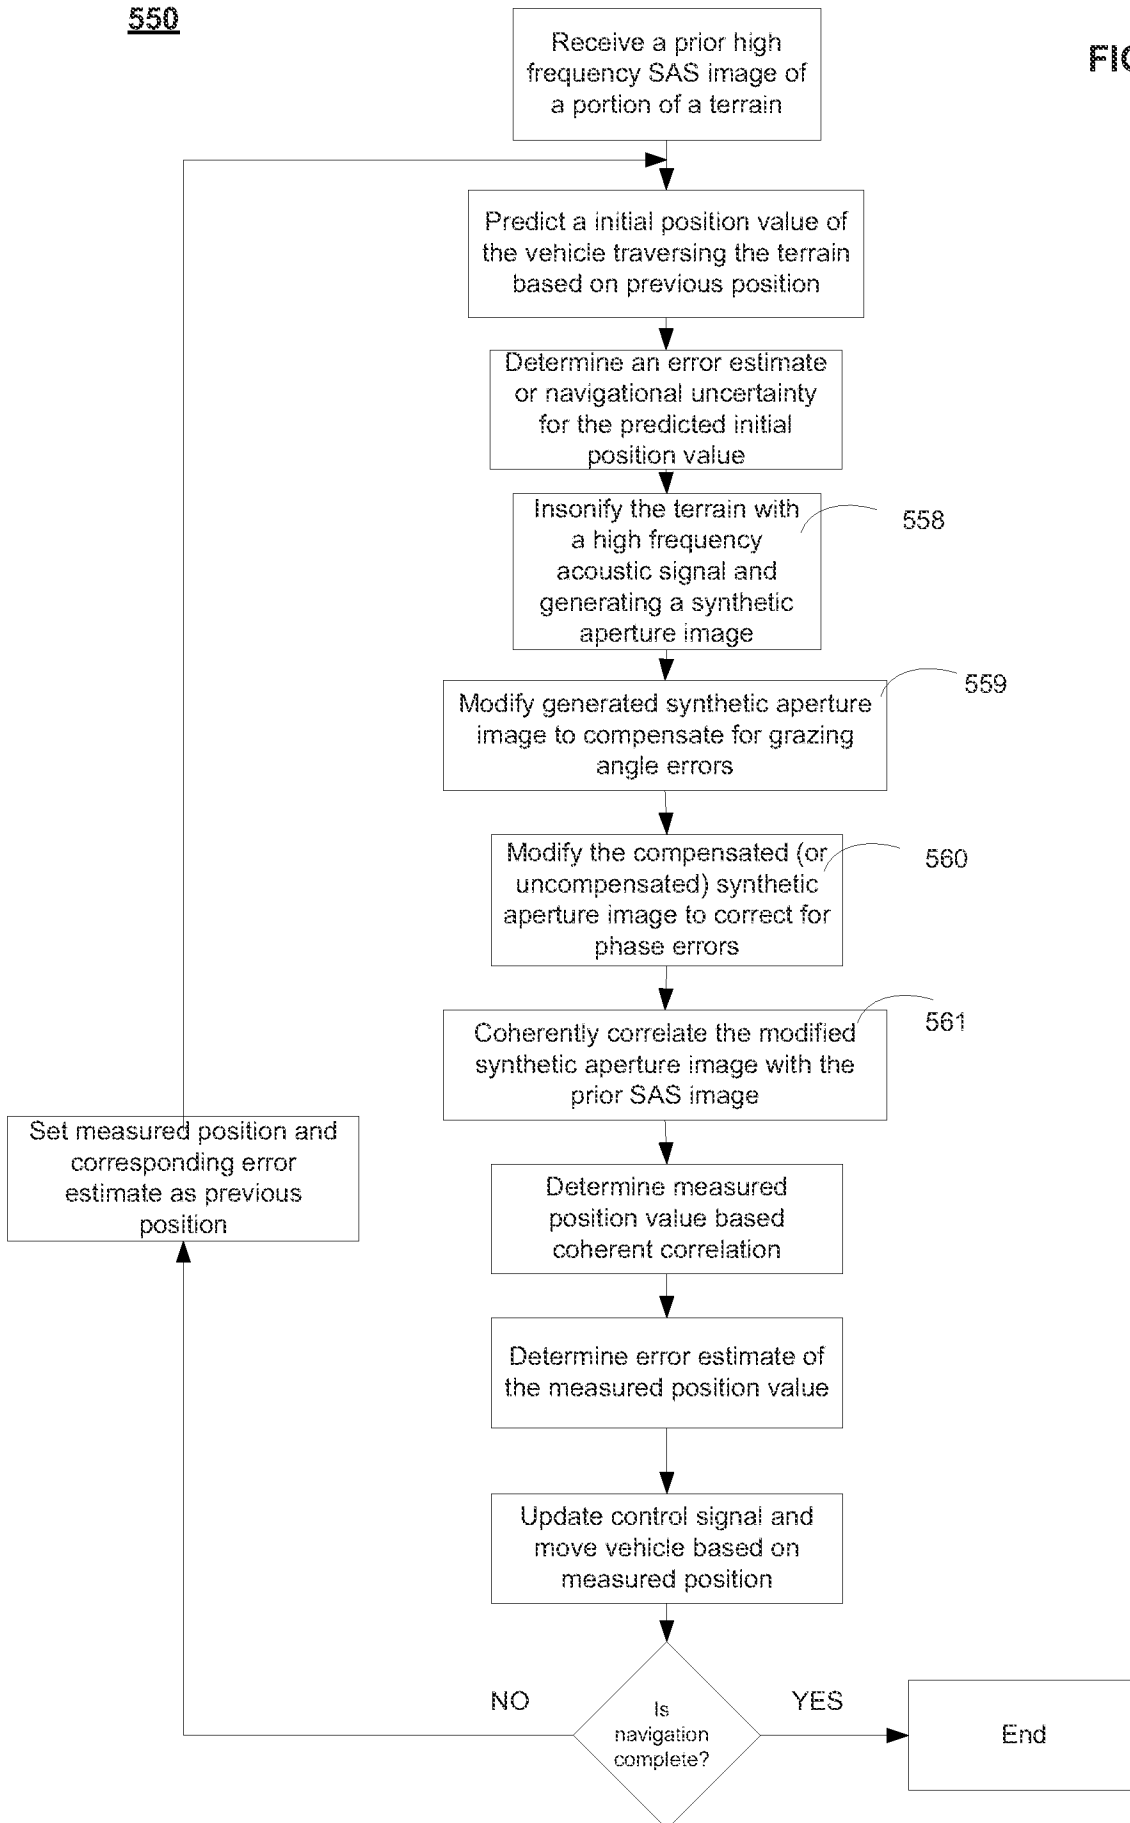 550
FIG
Receive a prior high
frequency SAS image of
a portion of a terrain
Predict a initial position value of
the vehicle traversing the terrain
based on previous position
Determine an error estimate
or navigational uncertainty
for the predicted initial
position value
Insonify the terrain with
a high frequency
acoustic signal and
generating a synthetic
aperture image
558
Modify generated synthetic aperture
image to compensate for grazing
angle errors
559
Modify the compensated (or
uncompensated) synthetic
aperture image to correct for
phase errors
560
Coherently correlate the modified
synthetic aperture image with the
prior SAS image
561
Set measured position and
corresponding error
estimate as previous
position
Determine measured
position value based
coherent correlation
Determine error estimate of
the measured position value
Update control signal and
move vehicle based on
measured position
NO
Is
navigation
complete?
YES
End